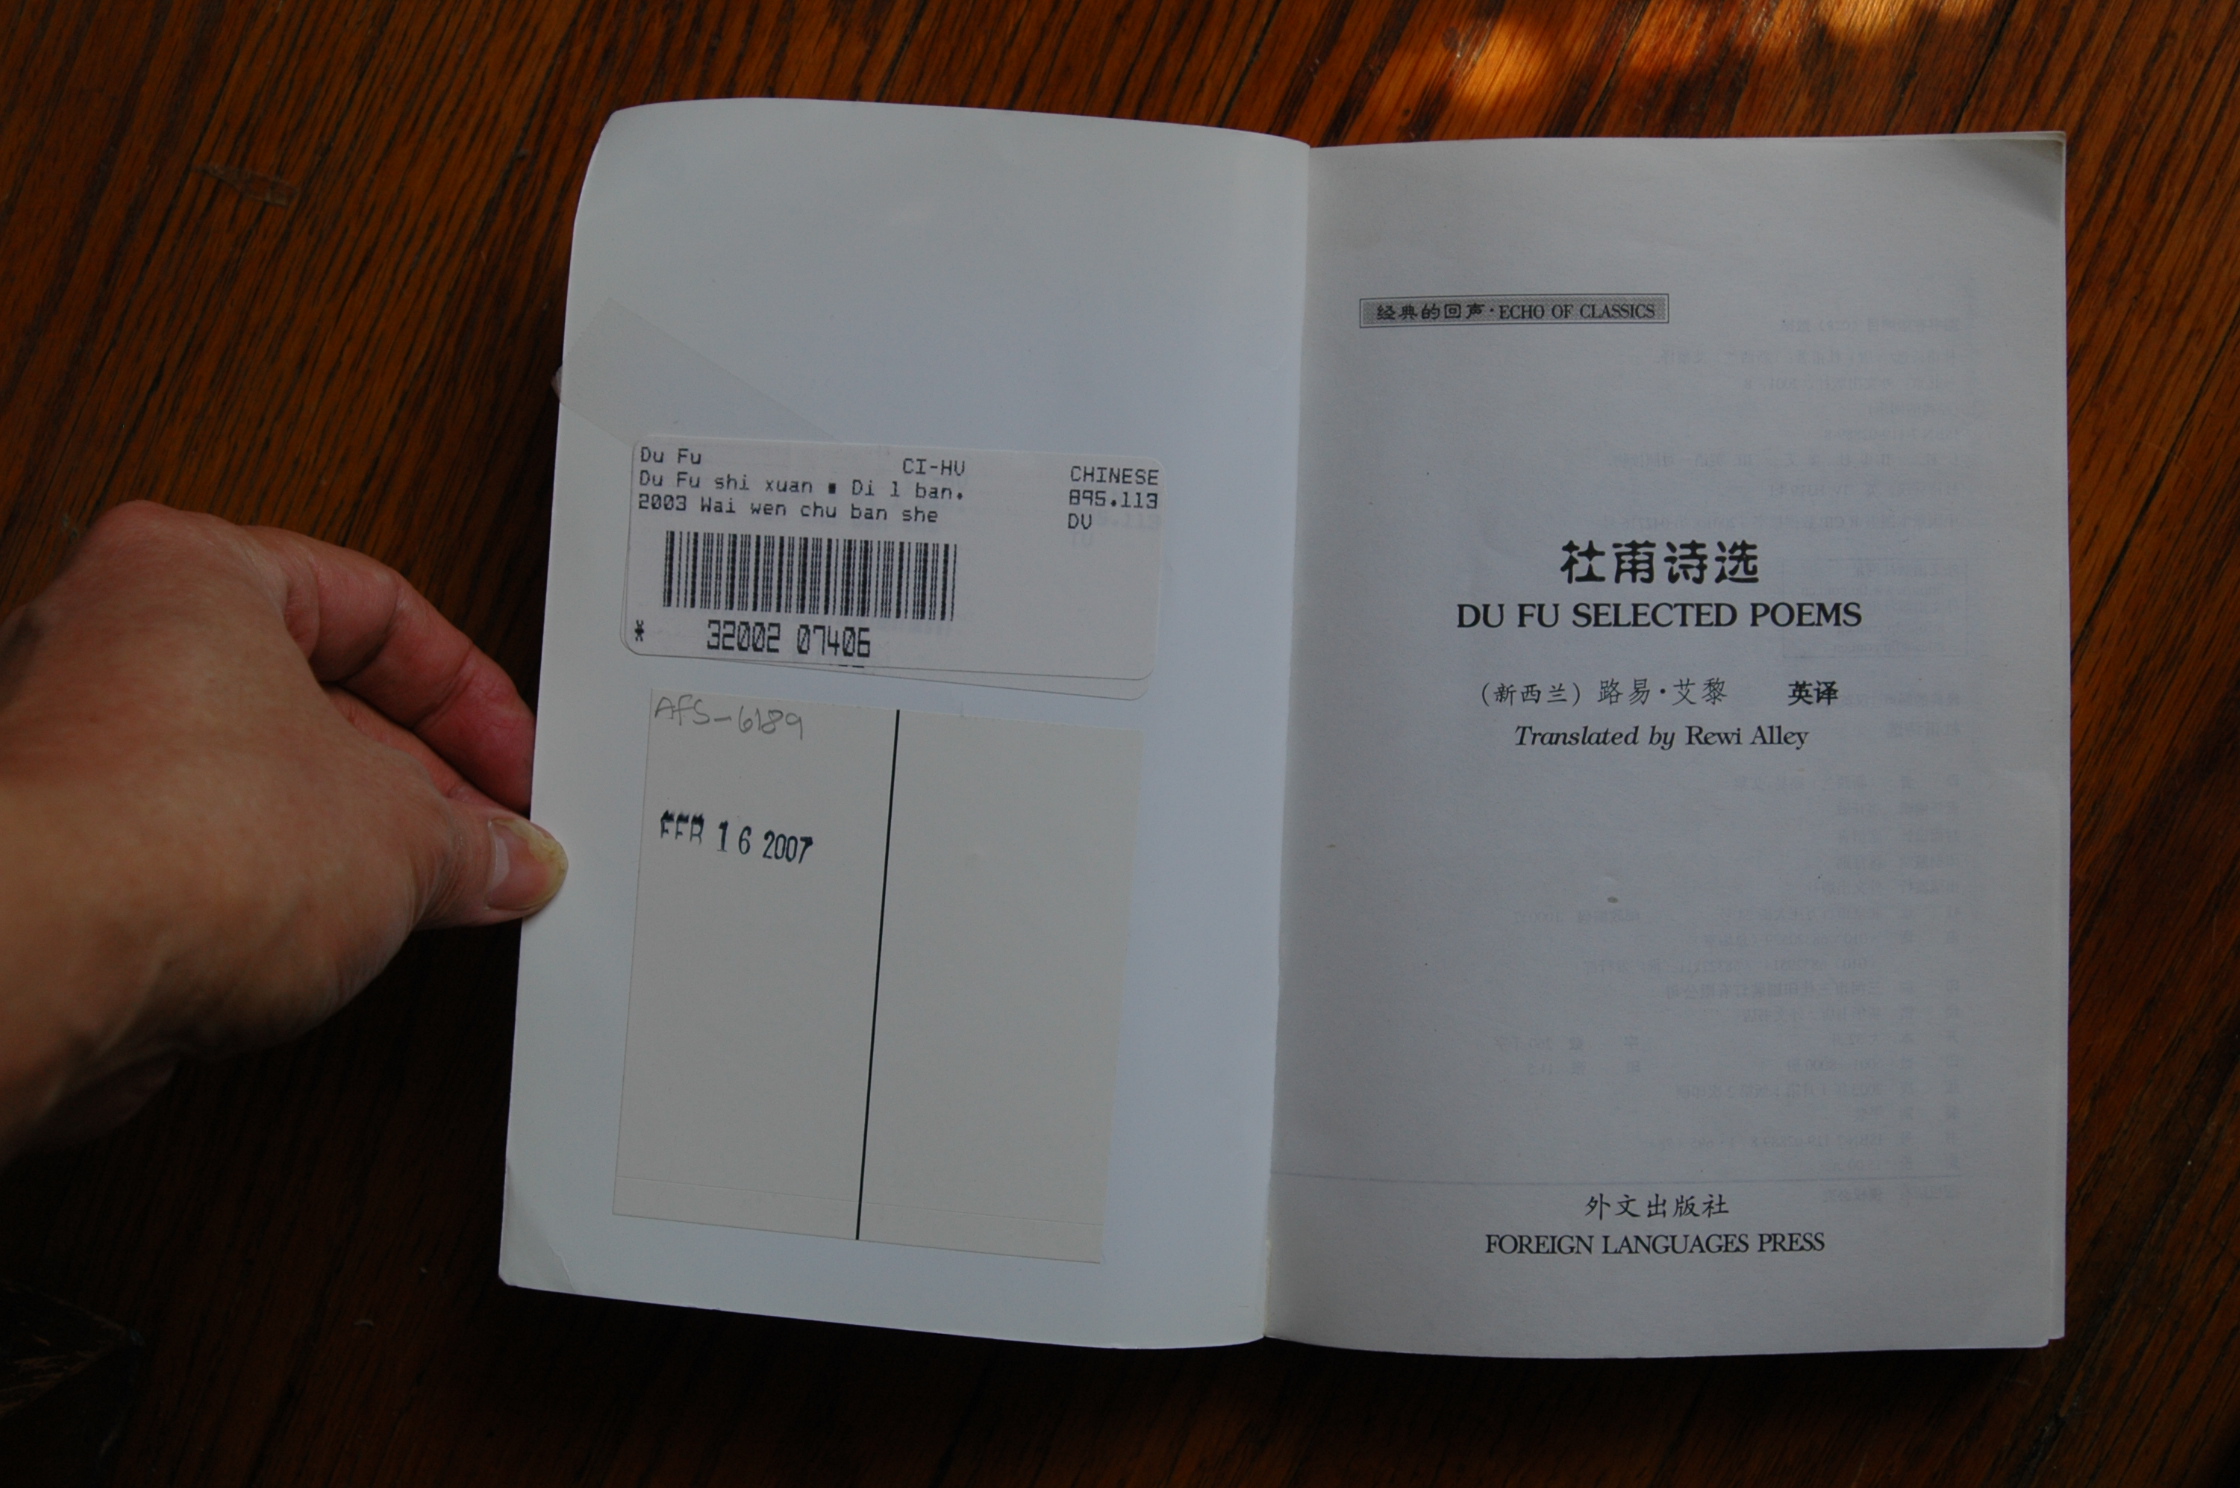 Du Fu CI-HU CHINESE
Du Fu shi xuan ■ Di 1 ban. 895.113
2003 Wai wen chu ban she DU
* 32002 07406
AFS-6189
FEB 16 2007
经典的回声·ECHO OF CLASSICS
杜甫诗选
DU FU SELECTED POEMS
（新西兰）路易·艾黎 英译
Translated by Rewi Alley
外文出版社
FOREIGN LANGUAGES PRESS